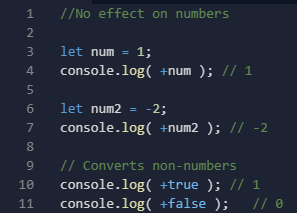 1 //No effect on numbers
2
3 let num = 1;
4 console.log( +num ); // 1
5
6 let num2 = -2;
7 console.log( +num2 ); // -2
8
9 // Converts non-numbers
10 console.log( +true ); // 1
11 console.log( +false );   // 0